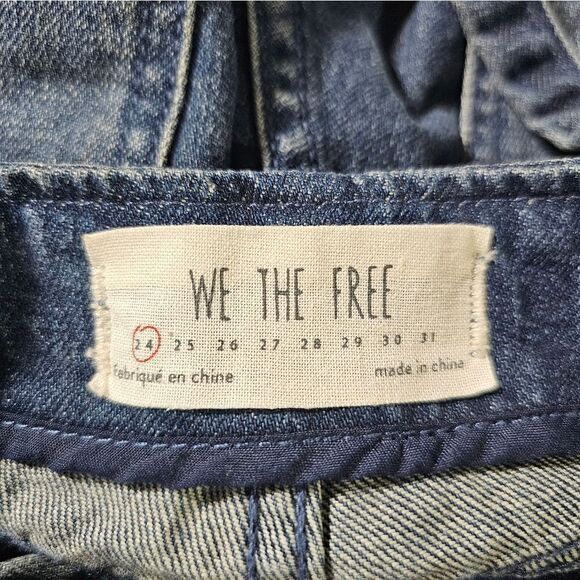 WE THE FREE
24 25 26 27 28 29 30 31
Fabriqué en chine made in china